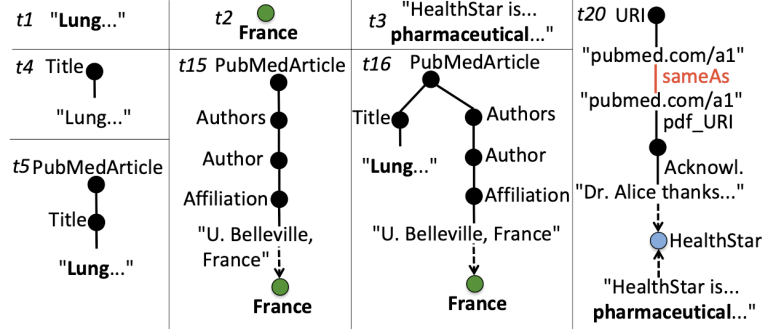 t1 "Lung..."
t2
France
t3 "HealthStar is...
pharmaceutical..."
t4 Title
"Lung..."
t5 PubMedArticle
Title
"Lung..."
t15 PubMedArticle
Authors
Author
Affiliation
"U. Belleville,
France"
France
t16 PubMedArticle
Title
Authors
"Lung..."
Author
Affiliation
"U. Belleville, France"
France
t20 URI
"pubmed.com/a1"
sameAs
"pubmed.com/a1"
pdf_URI
Acknowl.
"Dr. Alice thanks..."
HealthStar
"HealthStar is...
pharmaceutical..."